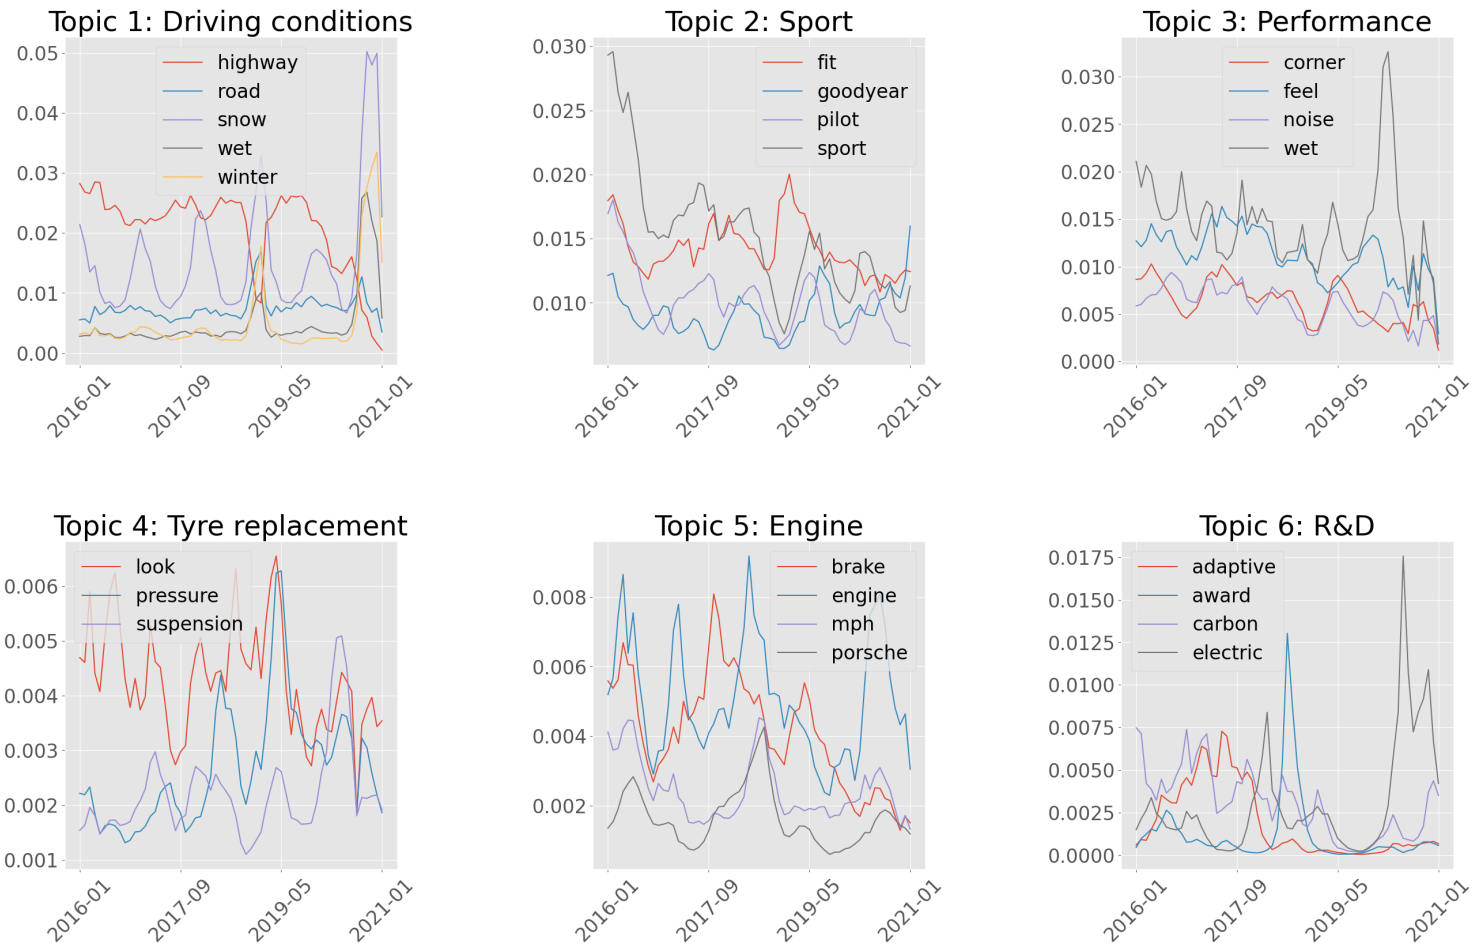 Topic 1: Driving conditions
0.05
0.04
0.03
0.02
0.01
0.00
highway
road
snow
wet
winter
2016-01
2017-09
2019-05
2021-01
Topic 2: Sport
0.030
0.025
0.020
0.015
0.010
fit
goodyear
pilot
sport
2016-01
2017-09
2019-05
2021-01
Topic 3: Performance
0.030
0.025
0.020
0.015
0.010
0.005
0.000
corner
feel
noise
wet
2016-01
2017-09
2019-05
2021-01
Topic 4: Tyre replacement
0.006
0.005
0.004
0.003
0.002
0.001
look
pressure
suspension
2016-01
2017-09
2019-05
2021-01
Topic 5: Engine
0.008
0.006
0.004
0.002
brake
engine
mph
porsche
2016-01
2017-09
2019-05
2021-01
Topic 6: R&D
0.0175
0.0150
0.0125
0.0100
0.0075
0.0050
0.0025
0.0000
adaptive
award
carbon
electric
2016-01
2017-09
2019-05
2021-01